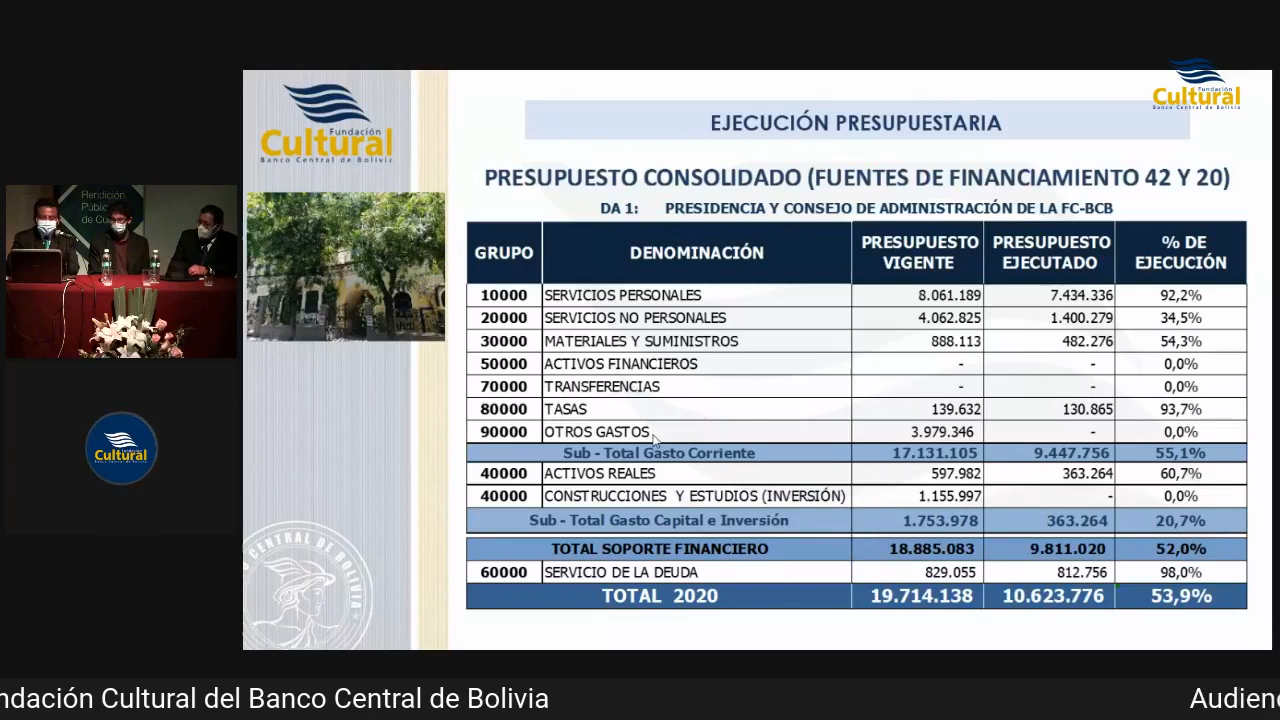 Fundación
Cultural
Banco Central de Bolivia
Fundación
Cultural
Banco Central de Bolivia
EJECUCIÓN PRESUPUESTARIA
PRESUPUESTO CONSOLIDADO (FUENTES DE FINANCIAMIENTO 42 Y 20)
DA 1: PRESIDENCIA Y CONSEJO DE ADMINISTRACIÓN DE LA FC-BCB
GRUPO DENOMINACIÓN PRESUPUESTO VIGENTE PRESUPUESTO EJECUTADO % DE EJECUCIÓN
10000 SERVICIOS PERSONALES 8.061.189 7.434.336 92,2%
20000 SERVICIOS NO PERSONALES 4.062.825 1.400.279 34,5%
30000 MATERIALES Y SUMINISTROS 888.113 482.276 54,3%
50000 ACTIVOS FINANCIEROS - - 0,0%
70000 TRANSFERENCIAS - - 0,0%
80000 TASAS 139.632 130.865 93,7%
90000 OTROS GASTOS 3.979.346 - 0,0%
Sub - Total Gasto Corriente 17.131.105 9.447.756 55,1%
40000 ACTIVOS REALES 597.982 363.264 60,7%
40000 CONSTRUCCIONES Y ESTUDIOS (INVERSIÓN) 1.155.997 - 0,0%
Sub - Total Gasto Capital e Inversión 1.753.978 363.264 20,7%
TOTAL SOPORTE FINANCIERO 18.885.083 9.811.020 52,0%
60000 SERVICIO DE LA DEUDA 829.055 812.756 98,0%
TOTAL 2020 19.714.138 10.623.776 53,9%
Rendición
Públic
de Cue
Cultural
CENTRAL DE BOLIVIA
ndación Cultural del Banco Central de Bolivia
Audienc